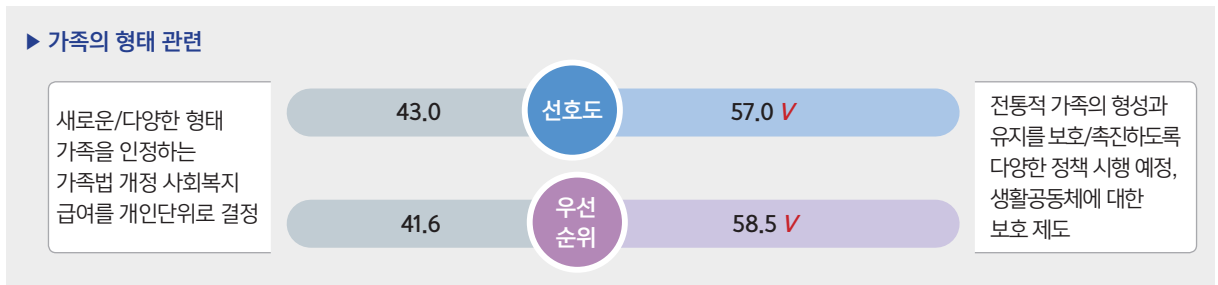 ▶ 가족의 형태 관련
새로운/다양한 형태
가족을 인정하는
가족법 개정 사회복지
급여를 개인단위로 결정
43.0
선호도
57.0 V
41.6
우선
순위
58.5 V
전통적 가족의 형성과
유지를 보호/촉진하도록
다양한 정책 시행 예정,
생활공동체에 대한
보호 제도